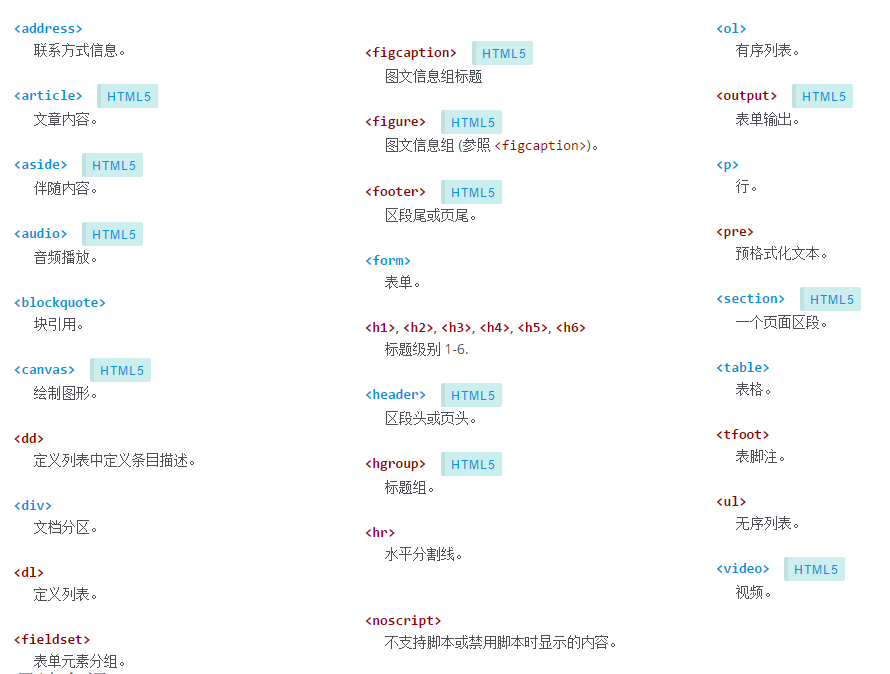 <address>
联系方式信息。
<article> HTML5
文章内容。
<aside> HTML5
伴随内容。
<audio> HTML5
音频播放。
<blockquote>
块引用。
<canvas> HTML5
绘制图形。
<dd>
定义列表中定义条目描述。
<div>
文档分区。
<dl>
定义列表。
<fieldset>
表单元素分组。
<figcaption> HTML5
图文信息组标题
<figure> HTML5
图文信息组 (参照 <figcaption>)。
<footer> HTML5
区段尾或页尾。
<form>
表单。
<h1>, <h2>, <h3>, <h4>, <h5>, <h6>
标题级别 1-6.
<header> HTML5
区段头或页头。
<hgroup> HTML5
标题组。
<hr>
水平分割线。
<noscript>
不支持脚本或禁用脚本时显示的内容。
<ol>
有序列表。
<output> HTML5
表单输出。
<p>
行。
<pre>
预格式化文本。
<section> HTML5
一个页面区段。
<table>
表格。
<tfoot>
表脚注。
<ul>
无序列表。
<video> HTML5
视频。